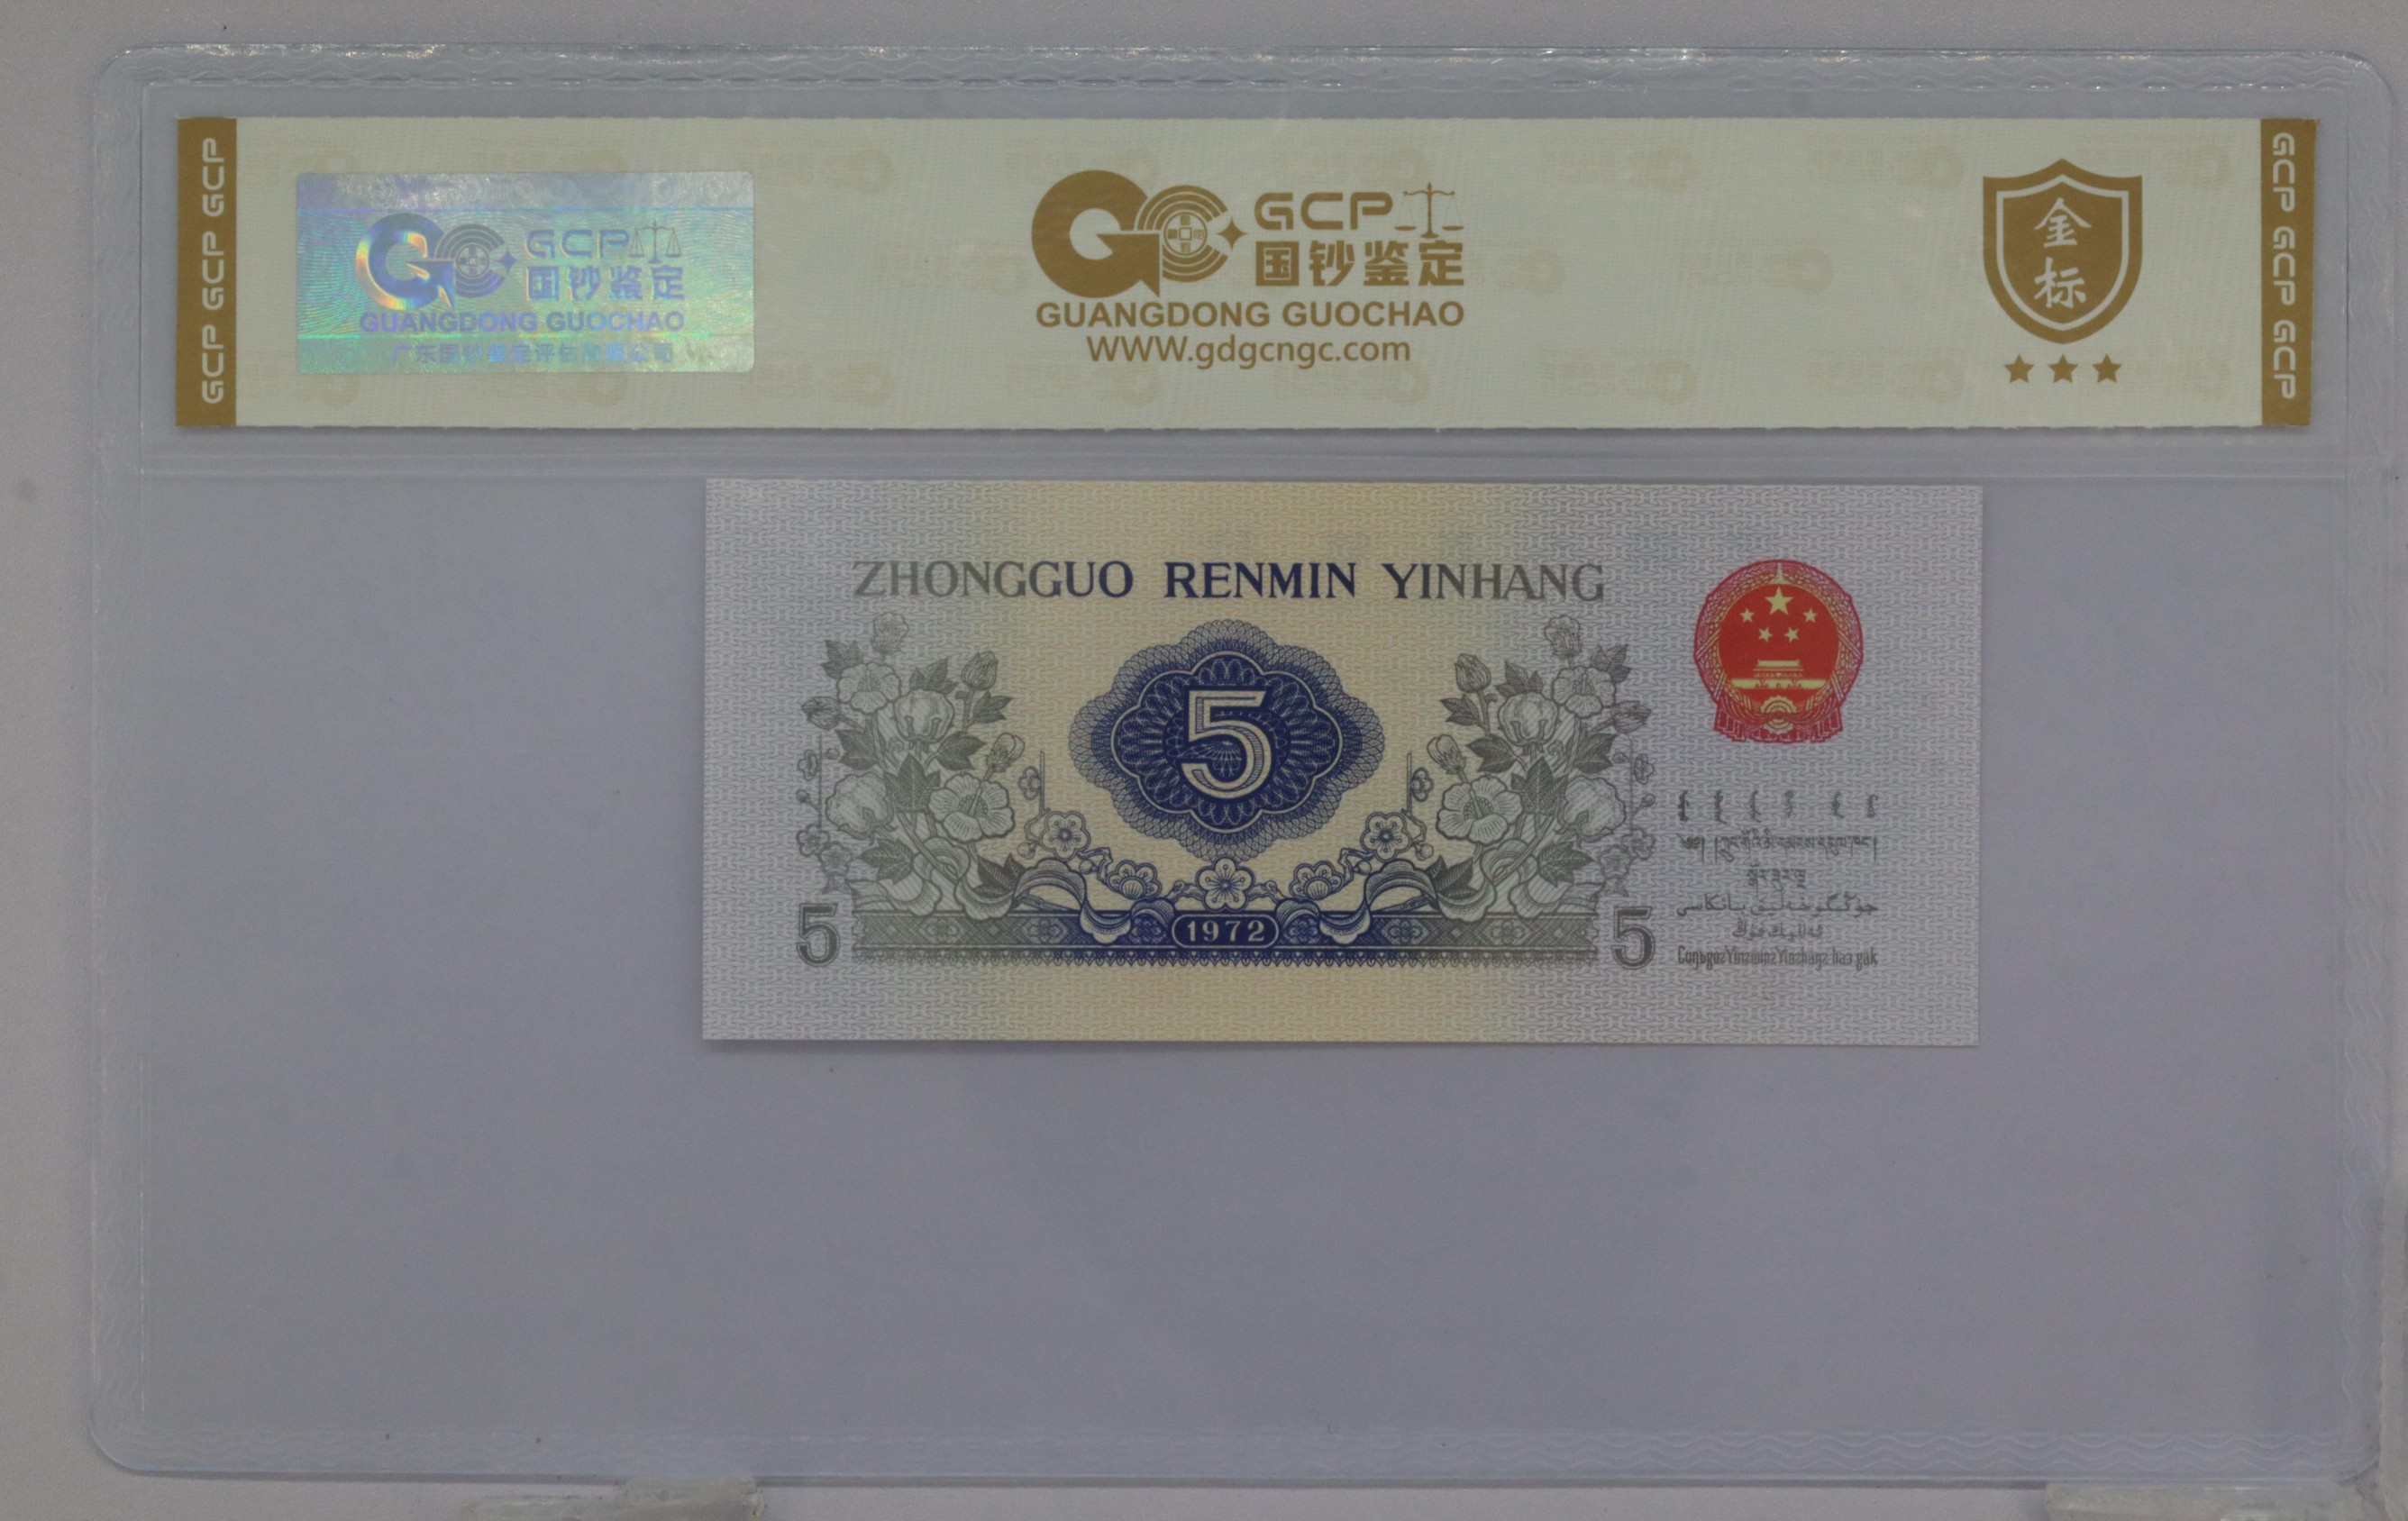 GCP GCP GCP
GCP
国钞鉴定
GUANGDONG GUOCHAO
广东国钞鉴定评估有限公司
GCP
国钞鉴定
GUANGDONG GUOCHAO
www.gdgcngc.com
金
标
GCP GCP GCP
ZHONGGUO RENMIN YINHANG
5
5
1972
5